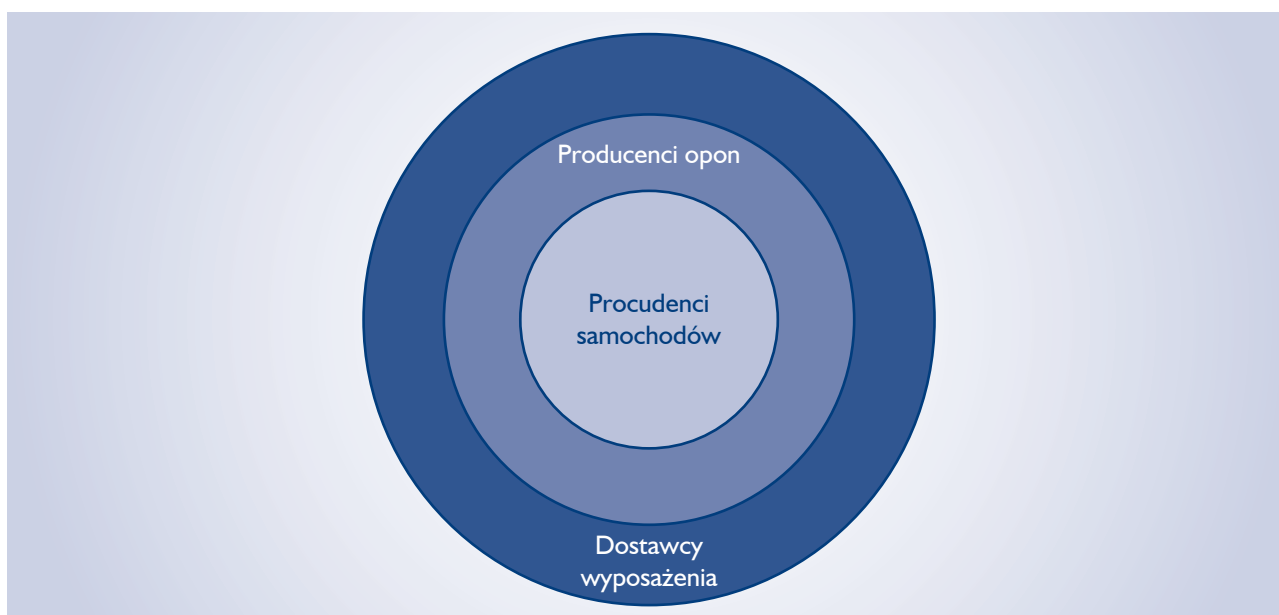 Producenci opon
Procudenci
samochodów
Dostawcy
wyposażenia